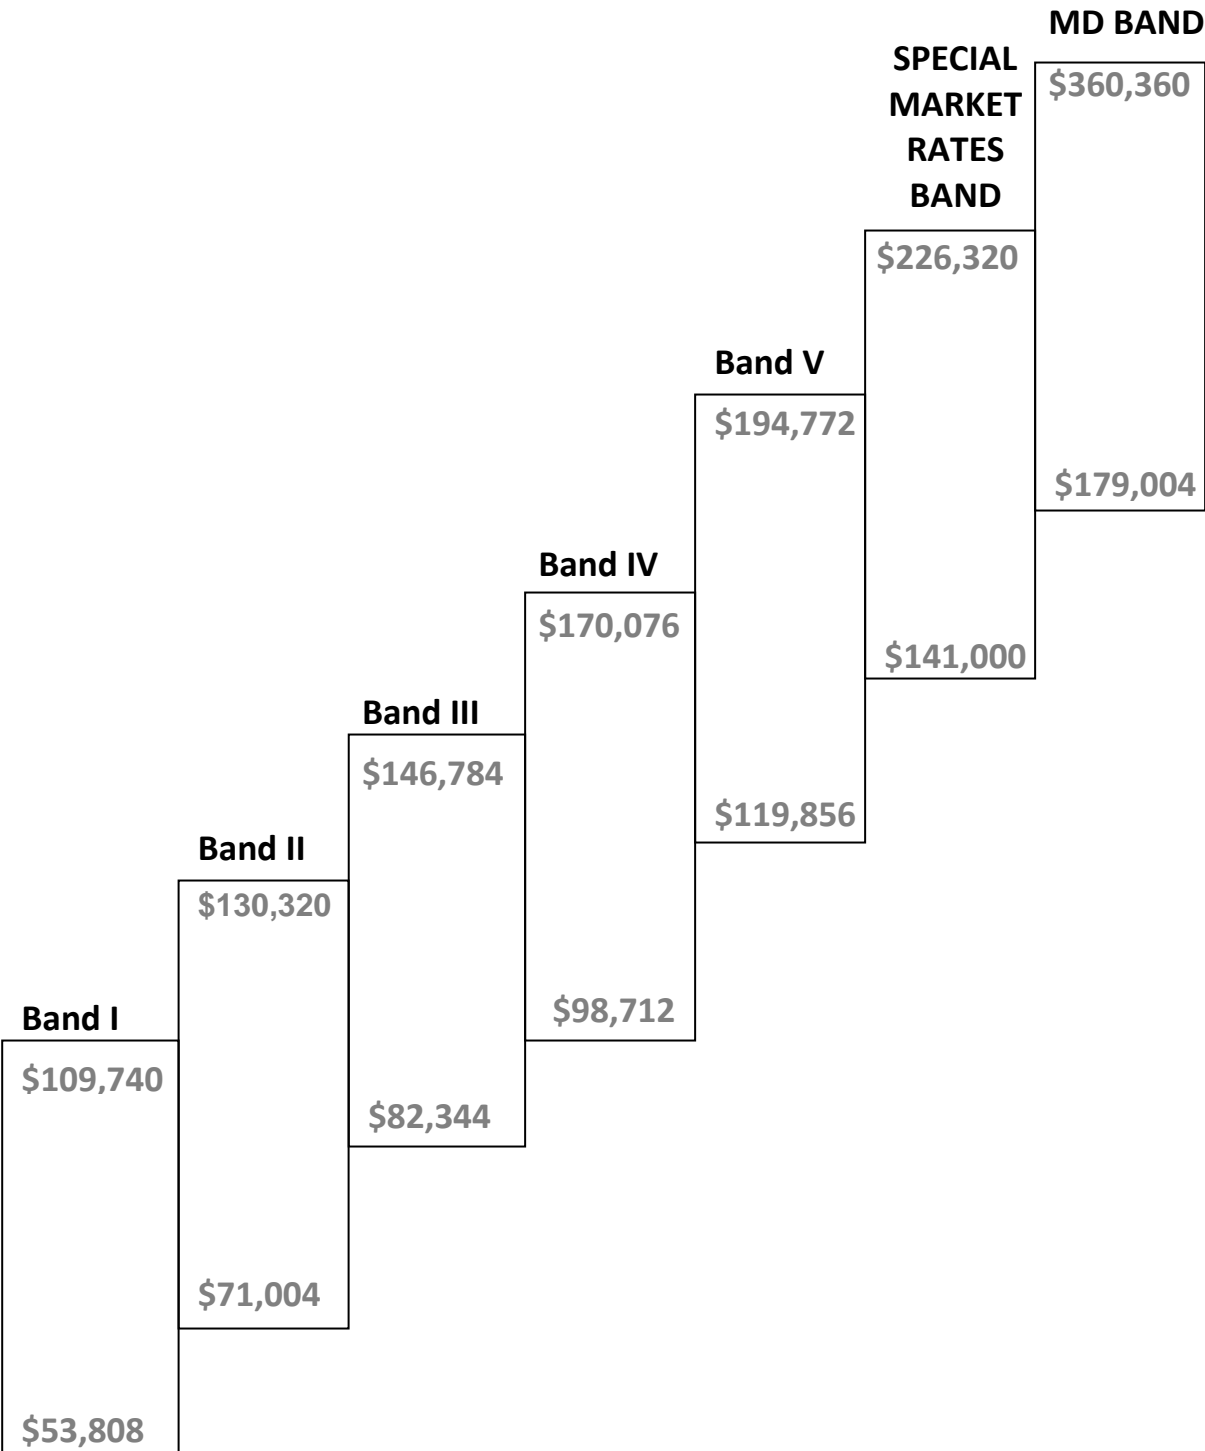 MD BAND
$360,360
$179,004
SPECIAL
MARKET
RATES
BAND
$226,320
$141,000
Band V
$194,772
$119,856
Band IV
$170,076
$98,712
Band III
$146,784
$82,344
Band II
$130,320
$71,004
Band I
$109,740
$53,808